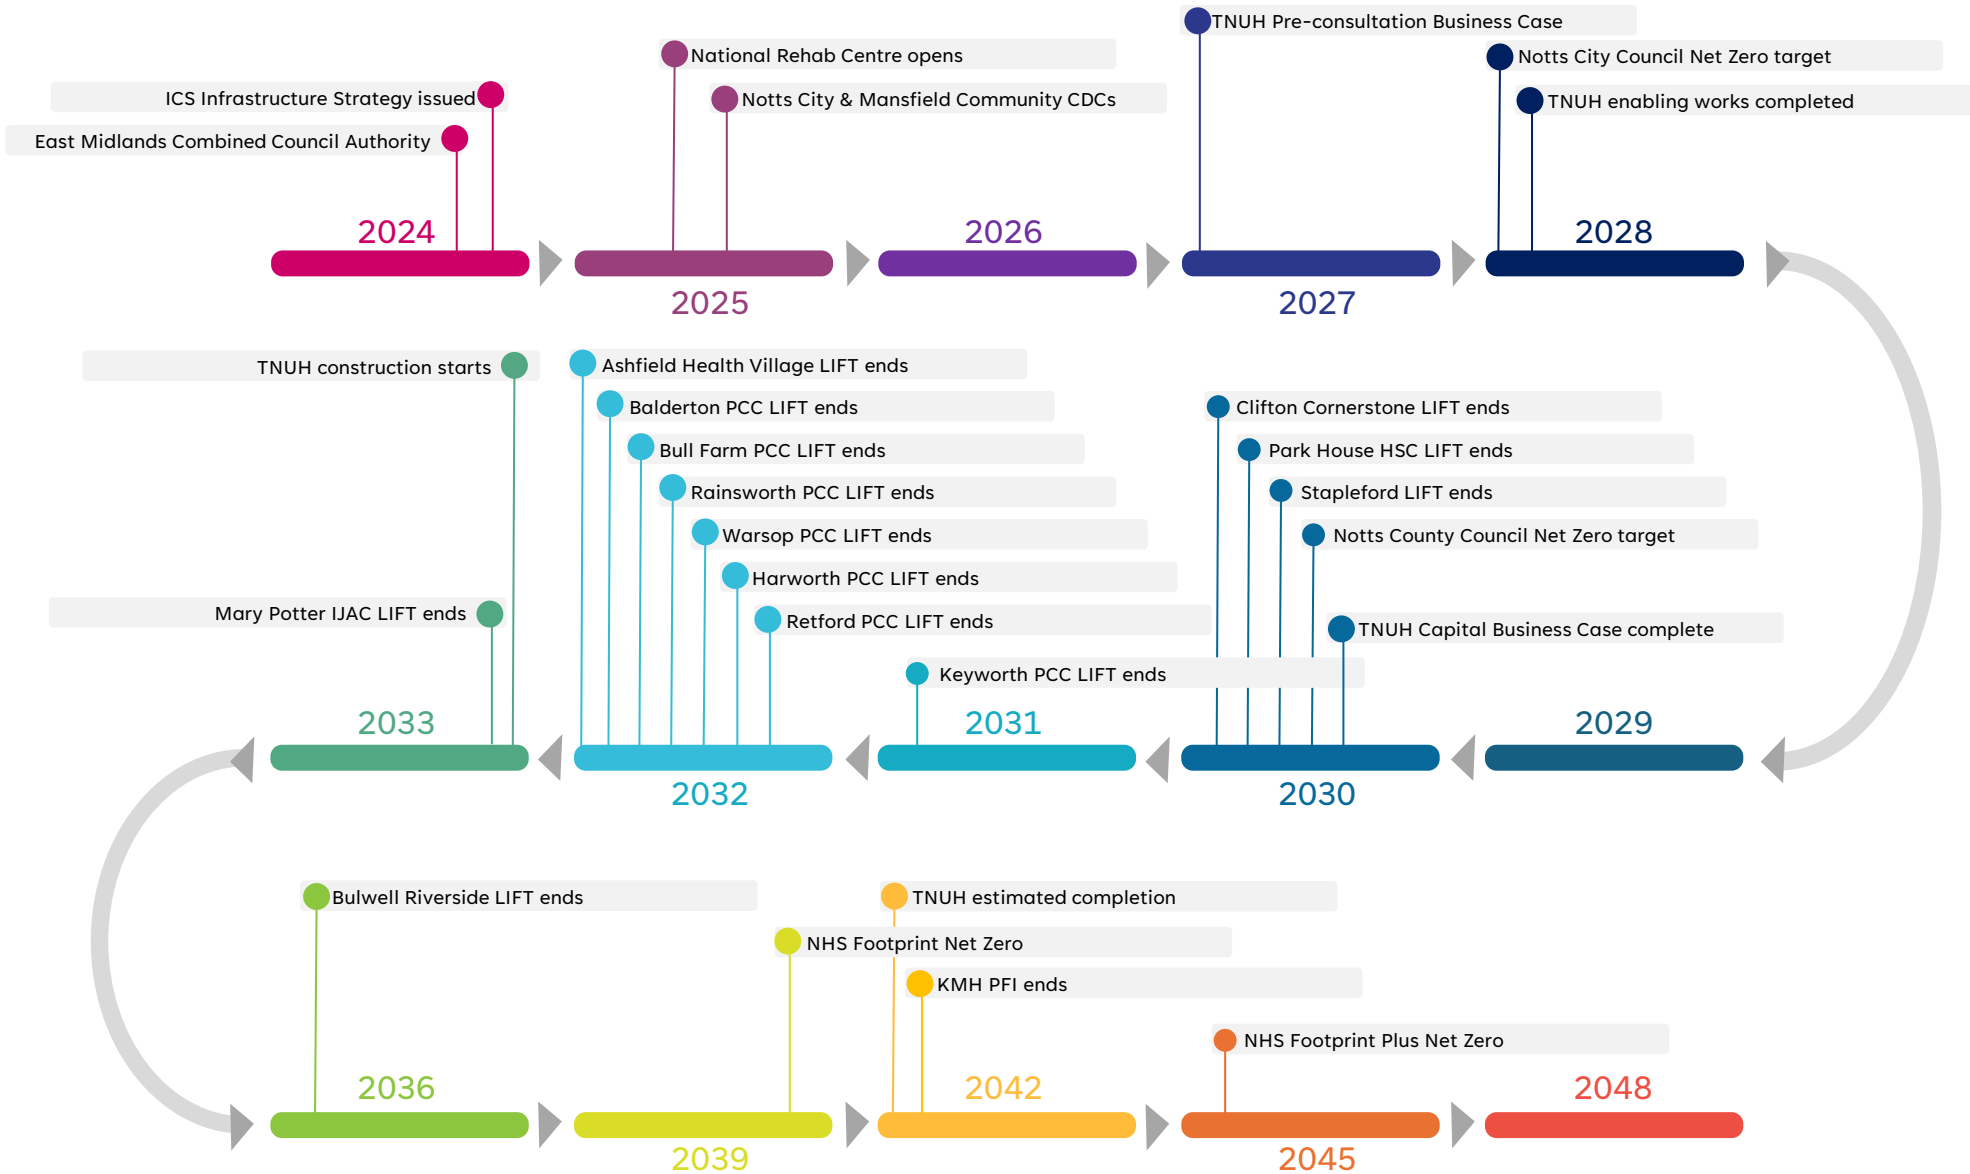 TNUH Pre-consultation Business Case
National Rehab Centre opens
Notts City Council Net Zero target
ICS Infrastructure Strategy issued
Notts City & Mansfield Community CDCs
TNUH enabling works completed
East Midlands Combined Council Authority
2024
2025
2026
2027
2028
TNUH construction starts
Mary Potter IJAC LIFT ends
Ashfield Health Village LIFT ends
Balderton PCC LIFT ends
Bull Farm PCC LIFT ends
Rainsworth PCC LIFT ends
Warsop PCC LIFT ends
Harworth PCC LIFT ends
Retford PCC LIFT ends
Keyworth PCC LIFT ends
Clifton Cornerstone LIFT ends
Park House HSC LIFT ends
Stapleford LIFT ends
Notts County Council Net Zero target
TNUH Capital Business Case complete
2033
2032
2031
2030
2029
Bulwell Riverside LIFT ends
NHS Footprint Net Zero
TNUH estimated completion
KMH PFI ends
NHS Footprint Plus Net Zero
2036
2039
2042
2045
2048